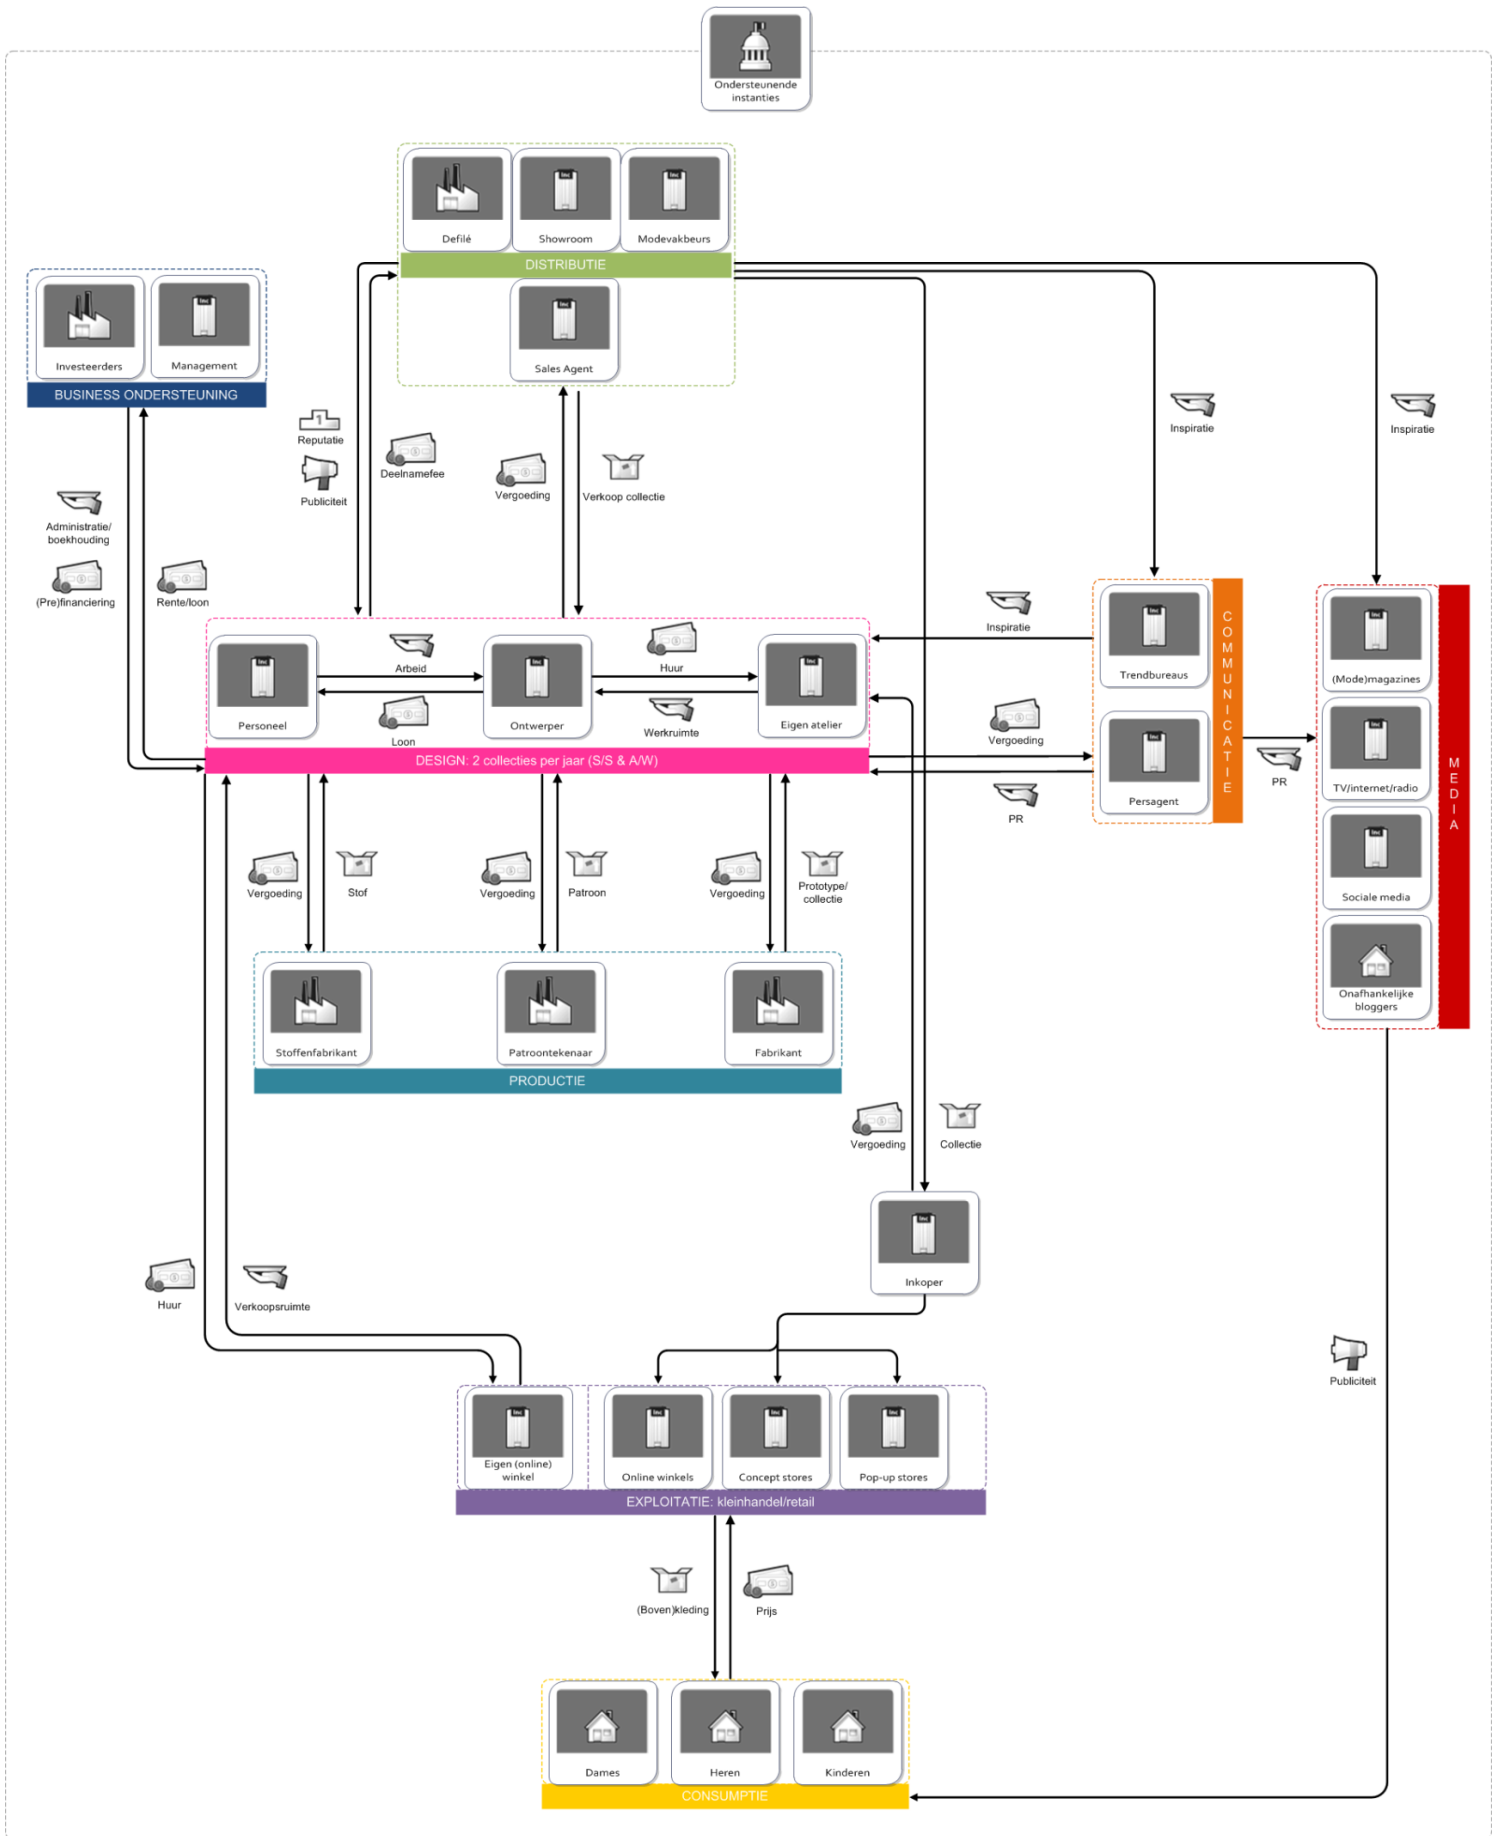 Ondersteunende
instanties
Defilé
Showroom
Modevakbeurs
DISTRIBUTIE
Sales Agent
Investeerders
Management
BUSINESS ONDERSTEUNING
Reputatie
Publiciteit
Deelnamefee
Vergoeding
Verkoop collectie
Inspiratie
Inspiratie
Administratie/
boekhouding
(Pre)financiering
Rente/loon
Personeel
Arbeid
Loon
Ontwerper
Huur
Werkruimte
Eigen atelier
DESIGN: 2 collecties per jaar (S/S & A/W)
Inspiratie
Vergoeding
PR
Trendbureaus
Persagent
COMMUNICATIE
PR
(Mode)magazines
TV/internet/radio
Sociale media
Onafhankelijke
bloggers
MEDIA
Vergoeding
Stof
Vergoeding
Patroon
Vergoeding
Prototype/
collectie
Stoffenfabrikant
Patroontekenaar
Fabrikant
PRODUCTIE
Vergoeding
Collectie
Inkoper
Huur
Verkoopsruimte
Publiciteit
Eigen (online)
winkel
Online winkels
Concept stores
Pop-up stores
EXPLOITATIE: kleinhandel/retail
(Boven)kleding
Prijs
Dames
Heren
Kinderen
CONSUMPTIE